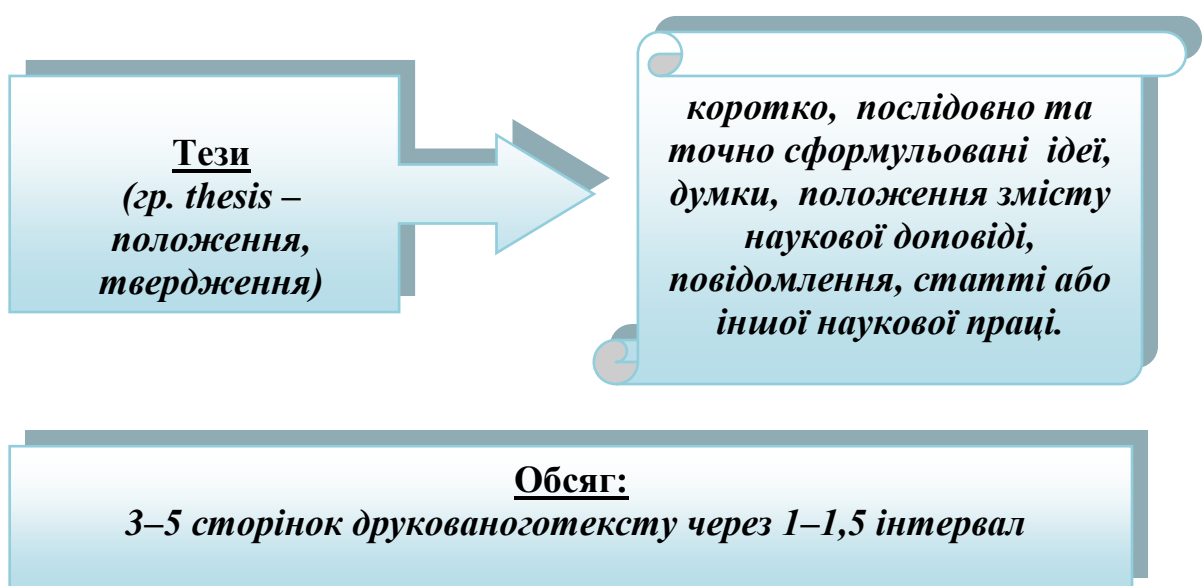 Тези
(гр. thesis –
положення,
твердження)
коротко, послідовно та
точно сформульовані ідеї,
думки, положення змісту
наукової доповіді,
повідомлення, статті або
іншої наукової праці.
Обсяг:
3–5 сторінок друкованоготексту через 1–1,5 інтервал